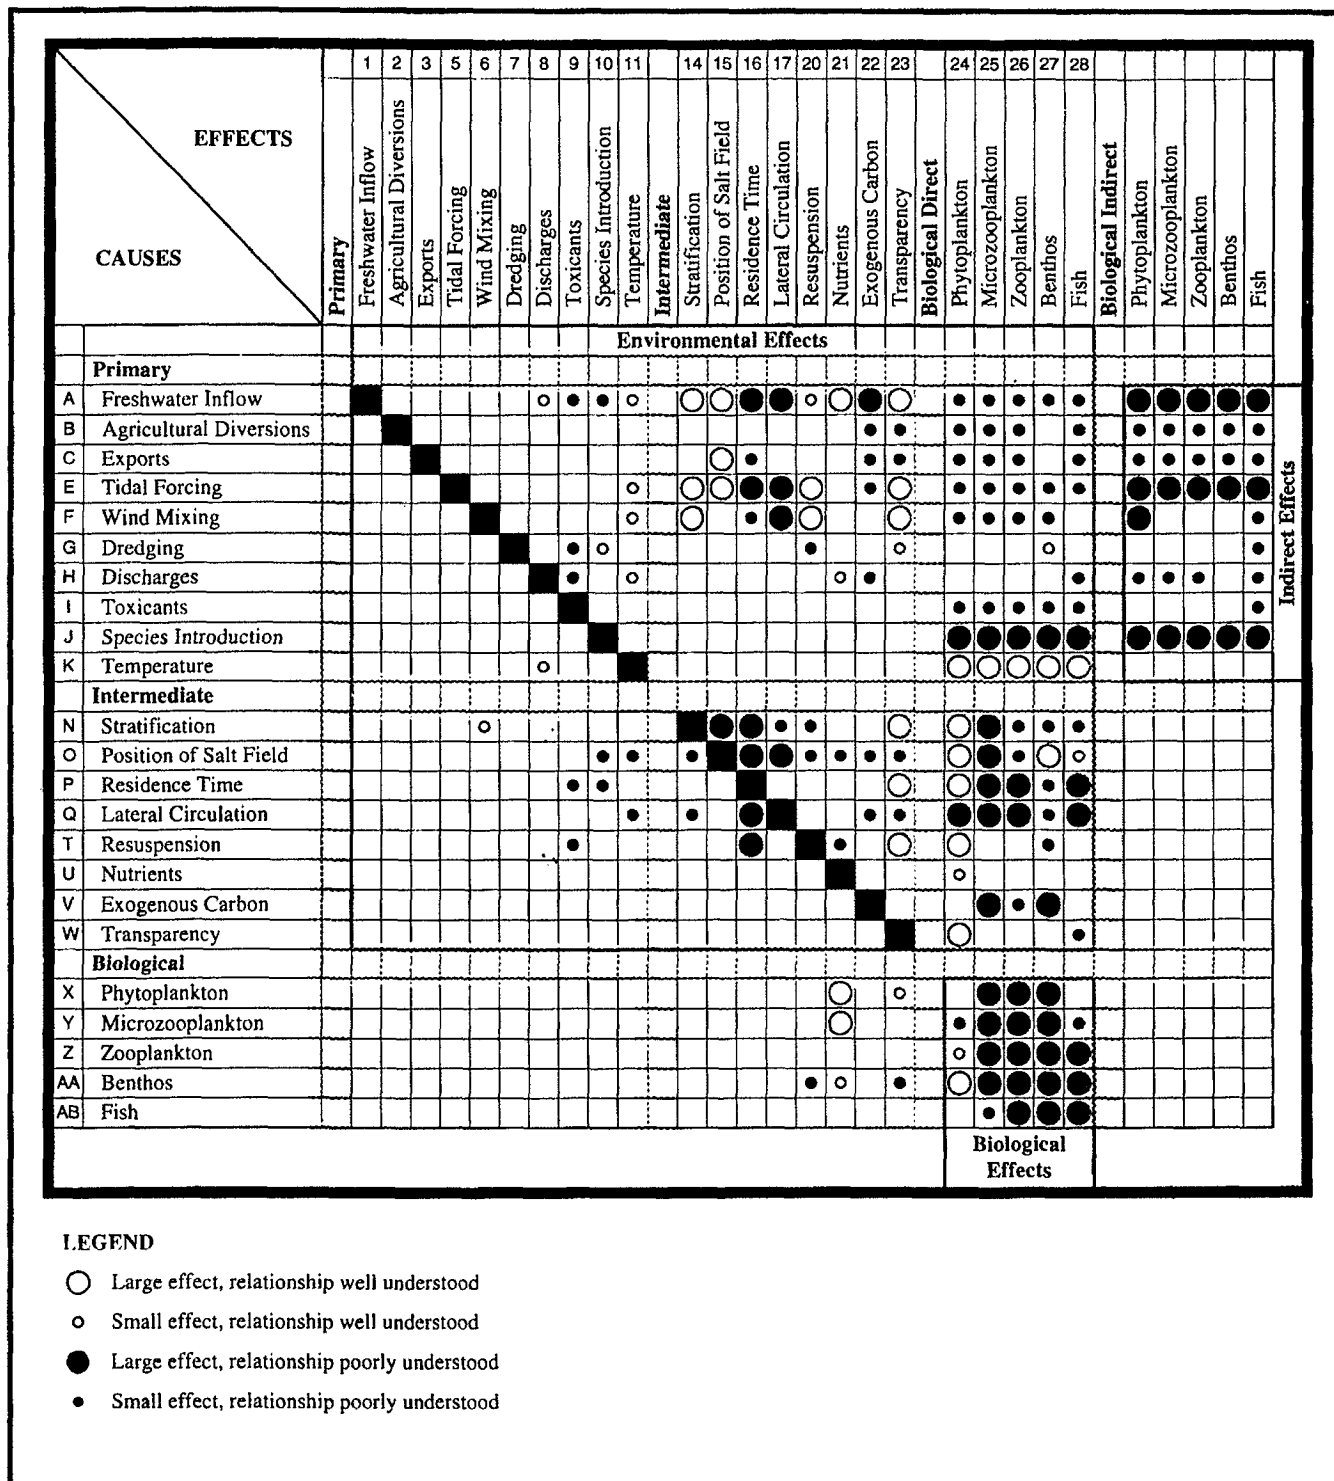 1 2 3 5 6 7 8 9 10 11 14 15 16 17 20 21 22 23 24 25 26 27 28
EFFECTS
CAUSES
Primary
Freshwater Inflow
Agricultural Diversions
Exports
Tidal Forcing
Wind Mixing
Dredging
Discharges
Toxicants
Species Introduction
Temperature
Intermediate
Stratification
Position of Salt Field
Residence Time
Lateral Circulation
Resuspension
Nutrients
Exogenous Carbon
Transparency
Biological Direct
Phytoplankton
Microzooplankton
Zooplankton
Benthos
Fish
Biological Indirect
Phytoplankton
Microzooplankton
Zooplankton
Benthos
Fish
Environmental Effects
Primary
A Freshwater Inflow
B Agricultural Diversions
C Exports
E Tidal Forcing
F Wind Mixing
G Dredging
H Discharges
I Toxicants
J Species Introduction
K Temperature
Indirect Effects
Intermediate
N Stratification
O Position of Salt Field
P Residence Time
Q Lateral Circulation
T Resuspension
U Nutrients
V Exogenous Carbon
W Transparency
Biological
X Phytoplankton
Y Microzooplankton
Z Zooplankton
AA Benthos
AB Fish
Biological
Effects
LEGEND
Large effect, relationship well understood
Small effect, relationship well understood
Large effect, relationship poorly understood
Small effect, relationship poorly understood